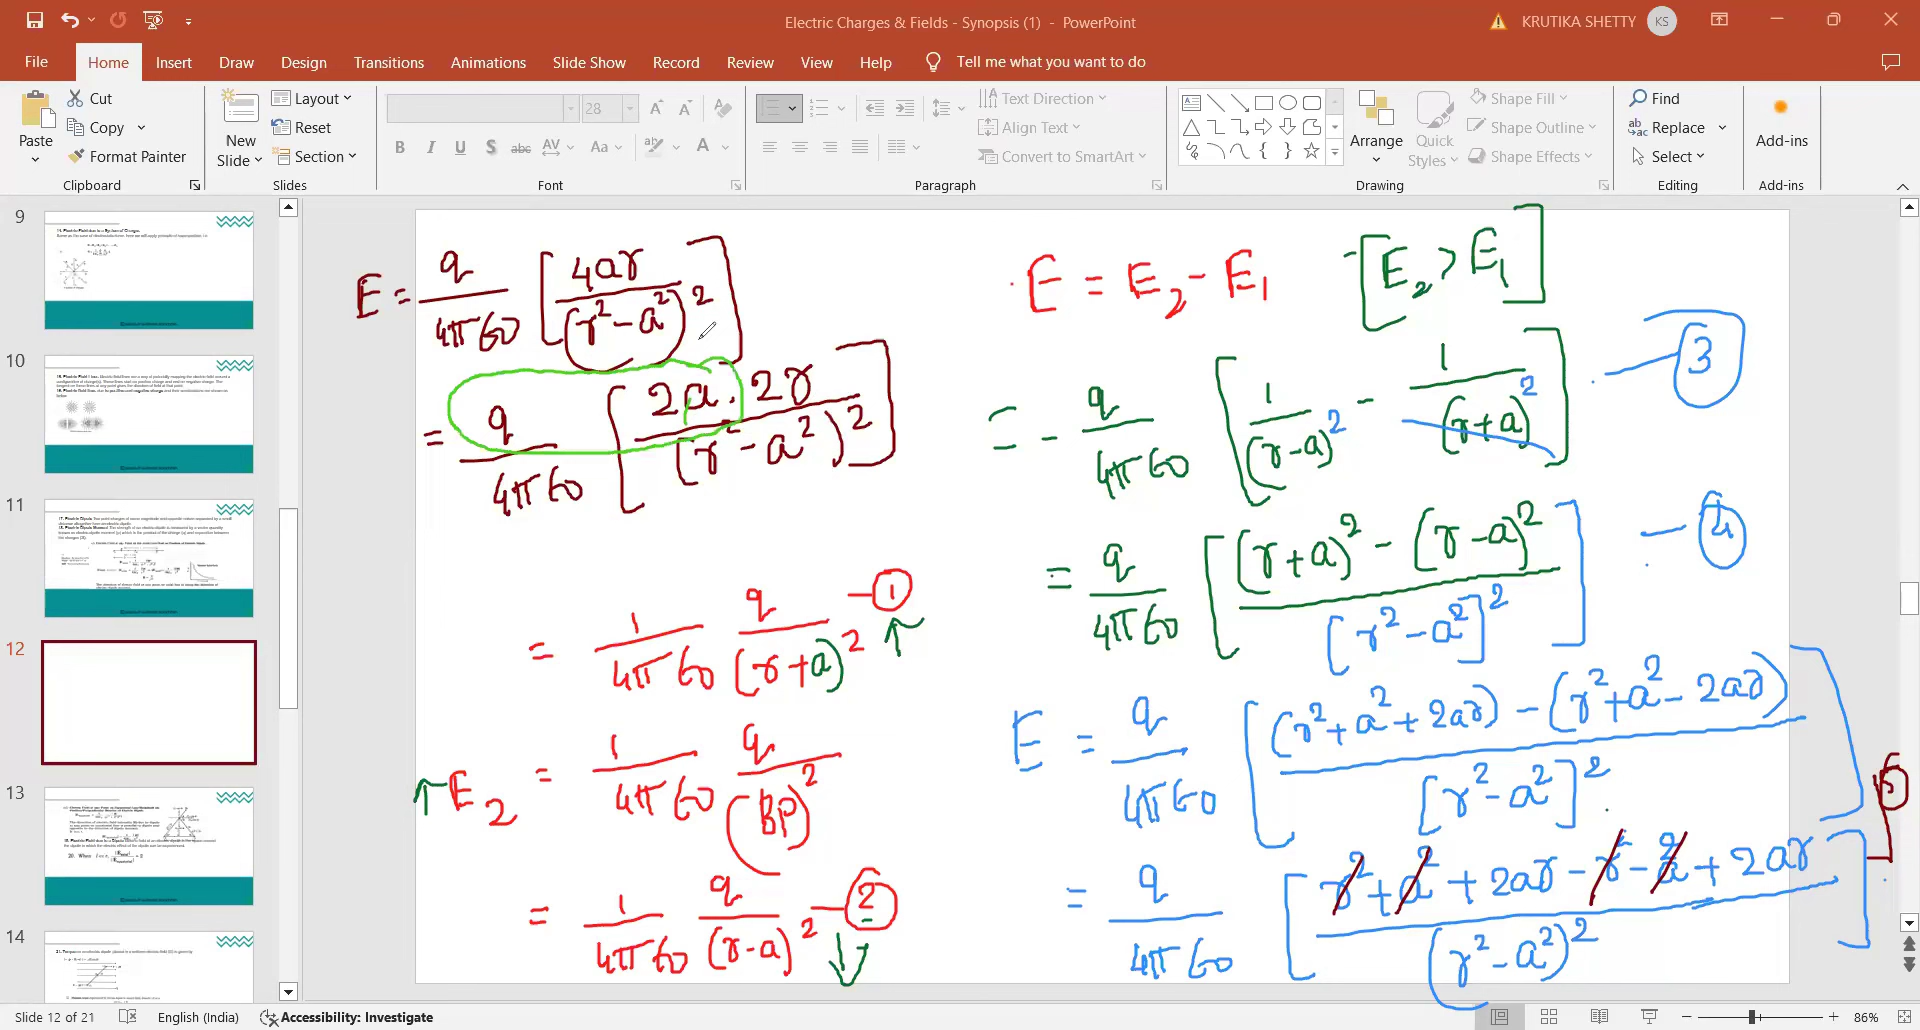 Electric Charges & Fields - Synopsis (1) - PowerPoint
KRUTIKA SHETTY KS
File Home Insert Draw Design Transitions Animations Slide Show Record Review View Help Tell me what you want to do
Paste
Cut
Copy
Format Painter
Clipboard
New Slide
Layout
Reset
Section
Slides
28
B I U S abc AV Aa A
Font
Text Direction
Align Text
Convert to SmartArt
Paragraph
Arrange
Quick Styles
Shape Fill
Shape Outline
Shape Effects
Drawing
Find
Replace
Select
Editing
Add-ins
Add-ins
9
10
11
12
13
14
E = q/4πϵ0 [4ar/(r² - a²)²]
= q/4πϵ0 [2a . 2r/(r² - a²)²]
= 1/4πϵ0 q/(r + a)² - ① ↑
↑ E2 = 1/4πϵ0 q/(BP)²
= 1/4πϵ0 q/(r - a)² - ② ↓
E = E2 - E1 [E2 > E1]
= - q/4πϵ0 [1/(r - a)² - 1/(r + a)²] - ③
= q/4πϵ0 [(r + a)² - (r - a)²/[r² - a²]²] - ④
E = q/4πϵ0 [(r² + a² + 2ar) - (r² + a² - 2ar)/[r² - a²]²]
= q/4πϵ0 [r² + a² + 2ar - r² - a² + 2ar/(r² - a²)²] - ⑤
Slide 12 of 21 English (India) Accessibility: Investigate 86%